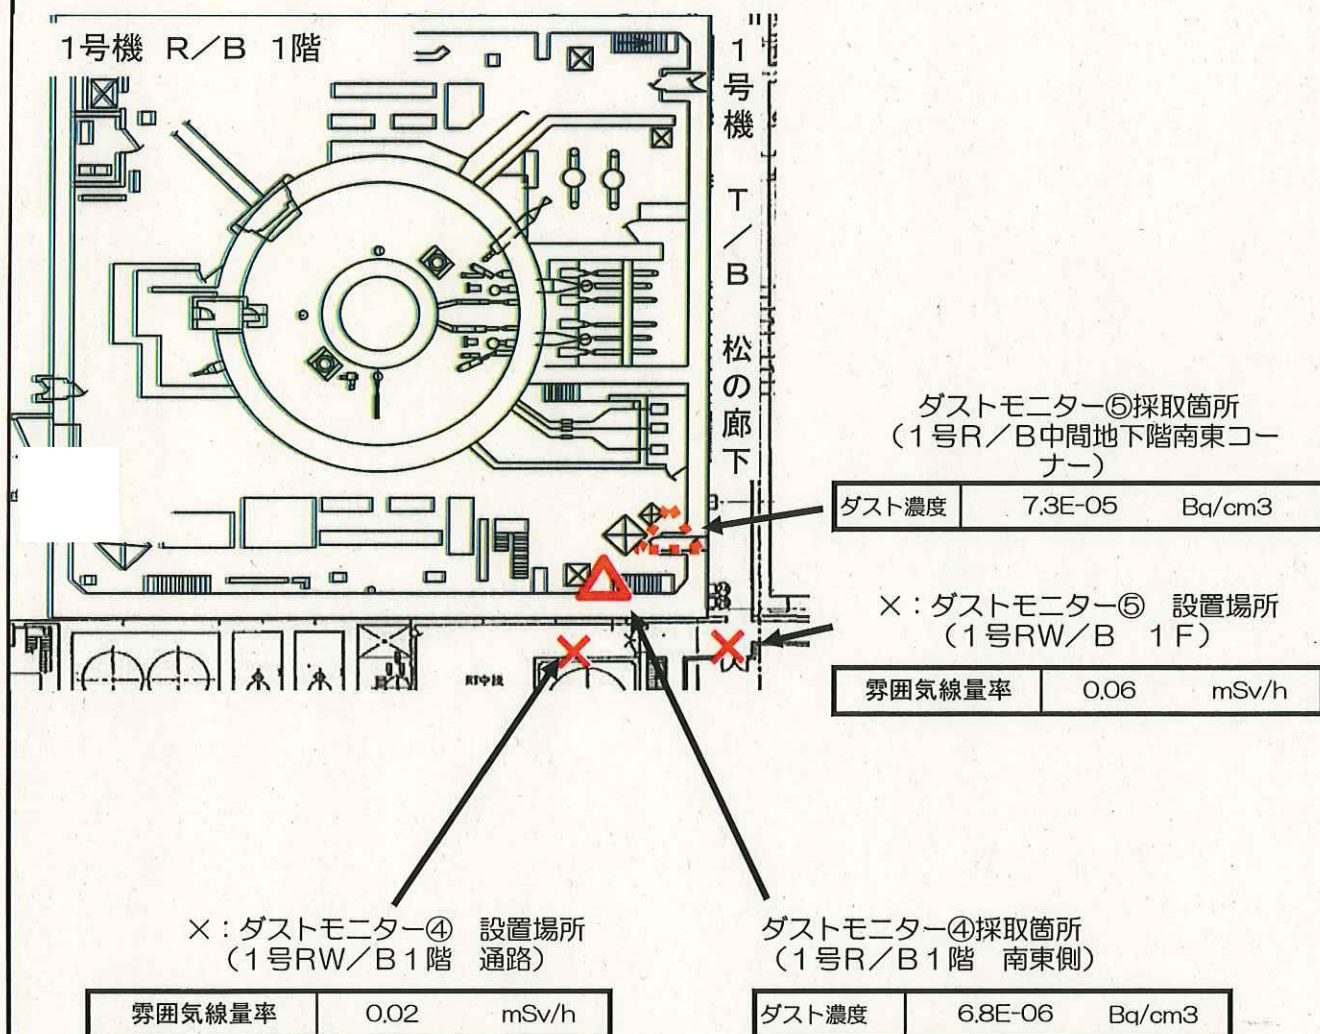 1号機 R/B 1階
1号機 T/B 松の廊下
ダストモニター⑤採取箇所
(1号R/B中間地下階南東コー
ナー)
ダスト濃度 7.3E-05 Bq/cm3
×:ダストモニター⑤ 設置場所
(1号RW/B 1F)
雰囲気線量率 0.06 mSv/h
×:ダストモニター④ 設置場所
(1号RW/B1階 通路)
雰囲気線量率 0.02 mSv/h
ダストモニター④採取箇所
(1号R/B1階 南東側)
ダスト濃度 6.8E-06 Bq/cm3